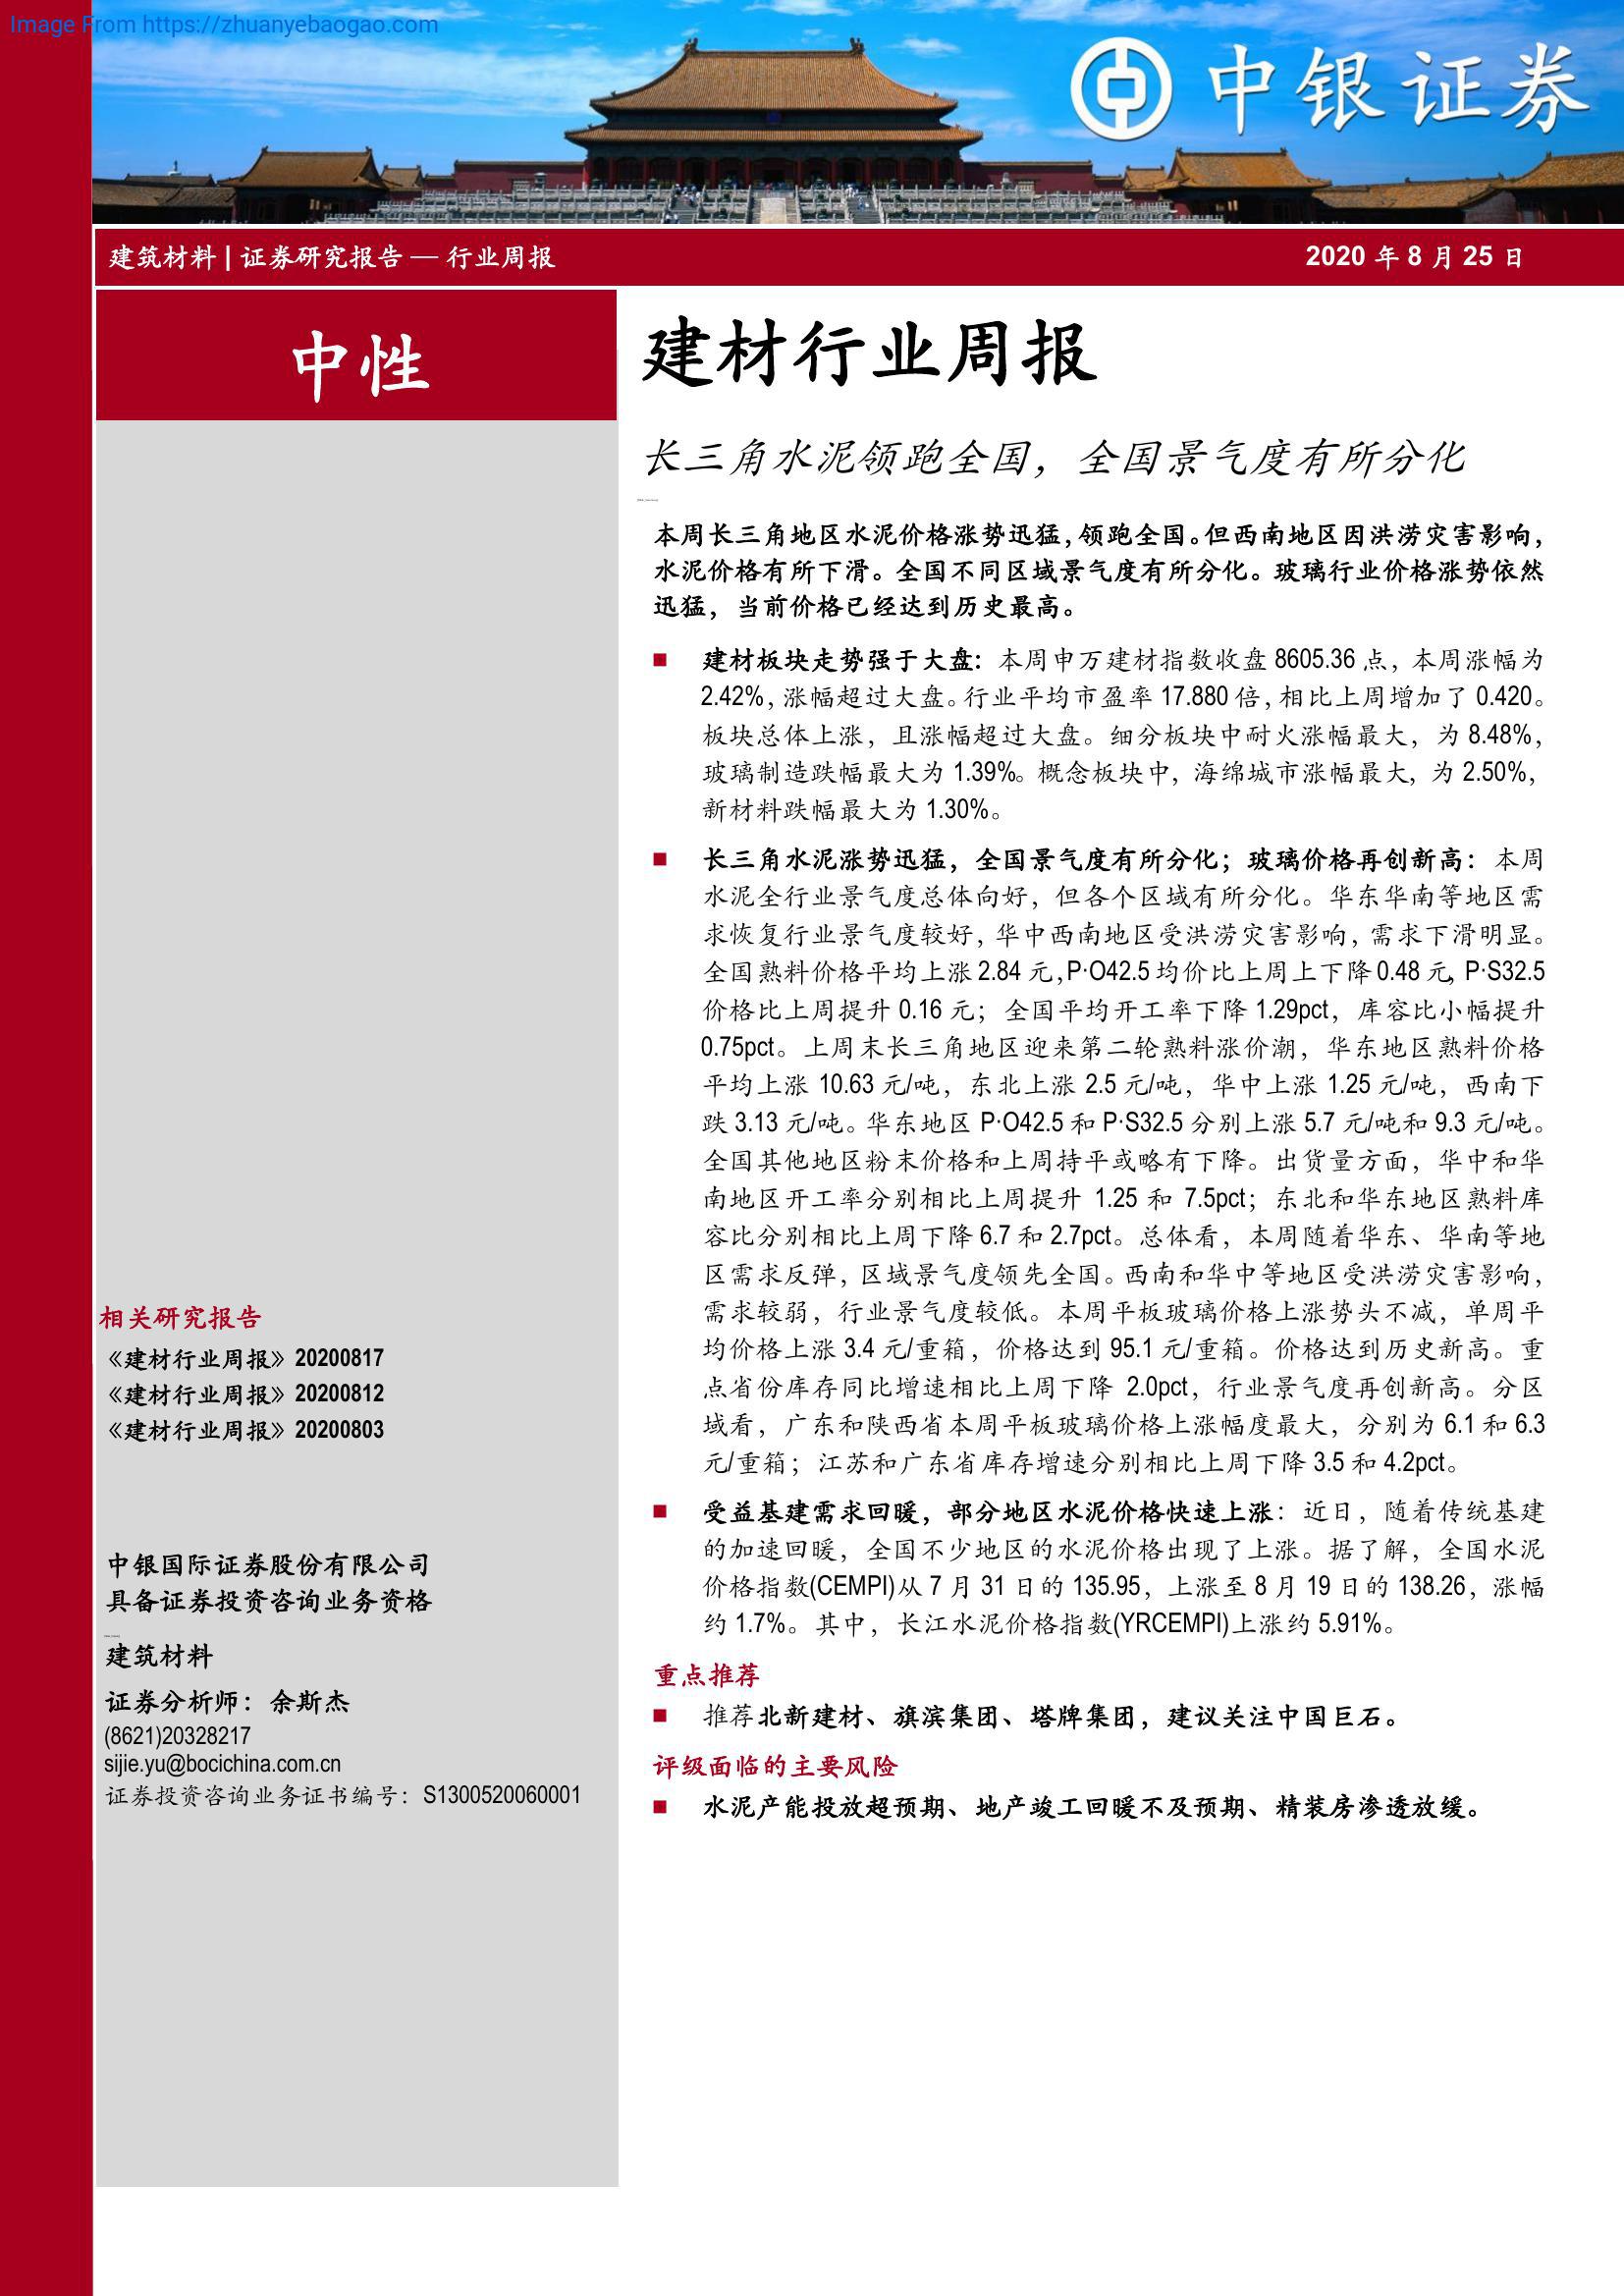 Image From https://zhuanyebaogao.com
中银证券
建筑材料 | 证券研究报告 — 行业周报
2020 年 8 月 25 日
中性
建材行业周报
长三角水泥领跑全国，全国景气度有所分化
本周长三角地区水泥价格涨势迅猛，领跑全国。但西南地区因洪涝灾害影响，
水泥价格有所下滑。全国不同区域景气度有所分化。玻璃行业价格涨势依然
迅猛，当前价格已经达到历史最高。
■ 建材板块走势强于大盘：本周申万建材指数收盘 8605.36 点，本周涨幅为
2.42%，涨幅超过大盘。行业平均市盈率 17.880 倍，相比上周增加了 0.420。
板块总体上涨，且涨幅超过大盘。细分板块中耐火涨幅最大，为 8.48%，
玻璃制造跌幅最大为 1.39%。概念板块中，海绵城市涨幅最大，为 2.50%，
新材料跌幅最大为 1.30%。
■ 长三角水泥涨势迅猛，全国景气度有所分化；玻璃价格再创新高：本周
水泥全行业景气度总体向好，但各个区域有所分化。华东华南等地区需
求恢复行业景气度较好，华中西南地区受洪涝灾害影响，需求下滑明显。
全国熟料价格平均上涨 2.84 元，P·O42.5 均价比上周上下降 0.48 元，P·S32.5
价格比上周提升 0.16 元；全国平均开工率下降 1.29pct，库容比小幅提升
0.75pct。上周末长三角地区迎来第二轮熟料涨价潮，华东地区熟料价格
平均上涨 10.63 元/吨，东北上涨 2.5 元/吨，华中上涨 1.25 元/吨，西南下
跌 3.13 元/吨。华东地区 P·O42.5 和 P·S32.5 分别上涨 5.7 元/吨和 9.3 元/吨。
全国其他地区粉末价格和上周持平或略有下降。出货量方面，华中和华
南地区开工率分别相比上周提升 1.25 和 7.5pct；东北和华东地区熟料库
容比分别相比上周下降 6.7 和 2.7pct。总体看，本周随着华东、华南等地
区需求反弹，区域景气度领先全国。西南和华中等地区受洪涝灾害影响，
需求较弱，行业景气度较低。本周平板玻璃价格上涨势头不减，单周平
均价格上涨 3.4 元/重箱，价格达到 95.1 元/重箱。价格达到历史新高。重
点省份库存同比增速相比上周下降 2.0pct，行业景气度再创新高。分区
域看，广东和陕西省本周平板玻璃价格上涨幅度最大，分别为 6.1 和 6.3
元/重箱；江苏和广东省库存增速分别相比上周下降 3.5 和 4.2pct。
■ 受益基建需求回暖，部分地区水泥价格快速上涨：近日，随着传统基建
的加速回暖，全国不少地区的水泥价格出现了上涨。据了解，全国水泥
价格指数(CEMPI)从 7 月 31 日的 135.95，上涨至 8 月 19 日的 138.26，涨幅
约 1.7%。其中，长江水泥价格指数(YRCEMPI)上涨约 5.91%。
重点推荐
■ 推荐北新建材、旗滨集团、塔牌集团，建议关注中国巨石。
评级面临的主要风险
■ 水泥产能投放超预期、地产竣工回暖不及预期、精装房渗透放缓。
相关研究报告
《建材行业周报》20200817
《建材行业周报》20200812
《建材行业周报》20200803
中银国际证券股份有限公司
具备证券投资咨询业务资格
建筑材料
证券分析师：余斯杰
(8621)20328217
sijie.yu@bocichina.com.cn
证券投资咨询业务证书编号：S1300520060001